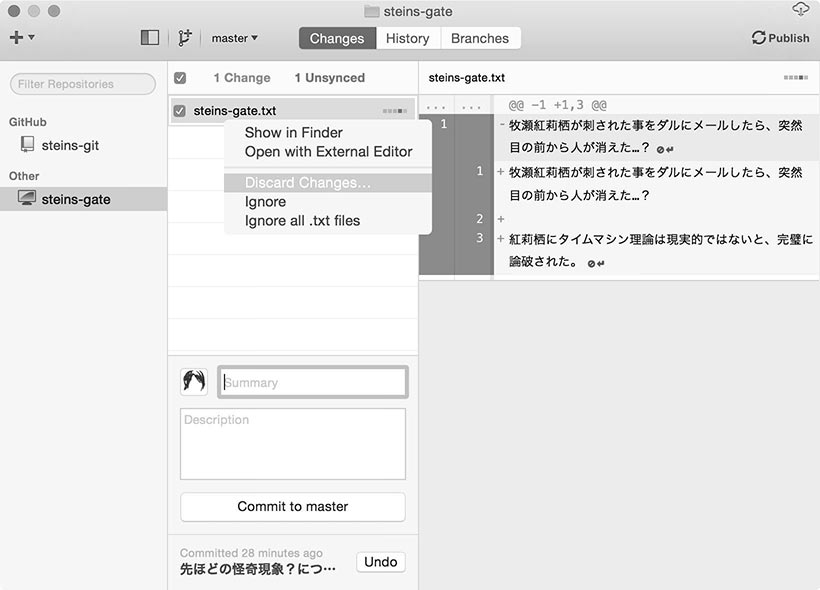 steins-gate
master
Changes
History
Branches
Publish
Filter Repositories
GitHub
steins-git
Other
steins-gate
1 Change
1 Unsynced
steins-gate.txt
Show in Finder
Open with External Editor
Discard Changes...
Ignore
Ignore all .txt files
Summary
Description
Commit to master
Committed 28 minutes ago
先ほどの怪奇現象？につ…
Undo
steins-gate.txt
... ... @@ -1 +1,3 @@
1 -牧瀬紅莉栖が刺された事をダルにメールしたら、突然
目の前から人が消えた…？
1 +牧瀬紅莉栖が刺された事をダルにメールしたら、突然
目の前から人が消えた…？
2 +
3 +紅莉栖にタイムマシン理論は現実的ではないと、完璧に
論破された。